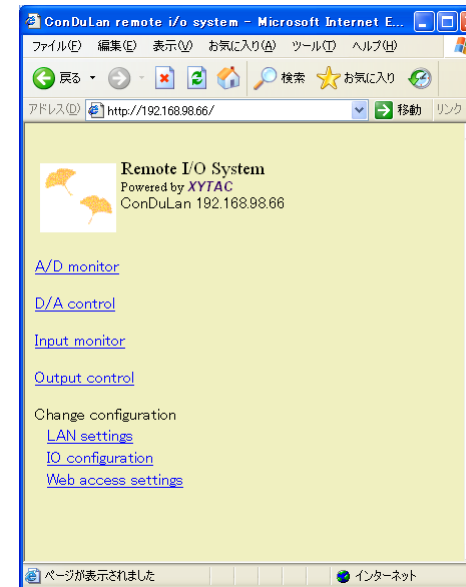 ConDuLan remote i/o system - Microsoft Internet E...
ファイル(F) 編集(E) 表示(V) お気に入り(A) ツール(T) ヘルプ(H)
戻る 検索 お気に入り
アドレス(D) http://192.168.98.66/ 移動 リンク
Remote I/O System
Powered by XYTAC
ConDuLan 192.168.98.66
A/D monitor
D/A control
Input monitor
Output control
Change configuration
LAN settings
IO configuration
Web access settings
ページが表示されました インターネット